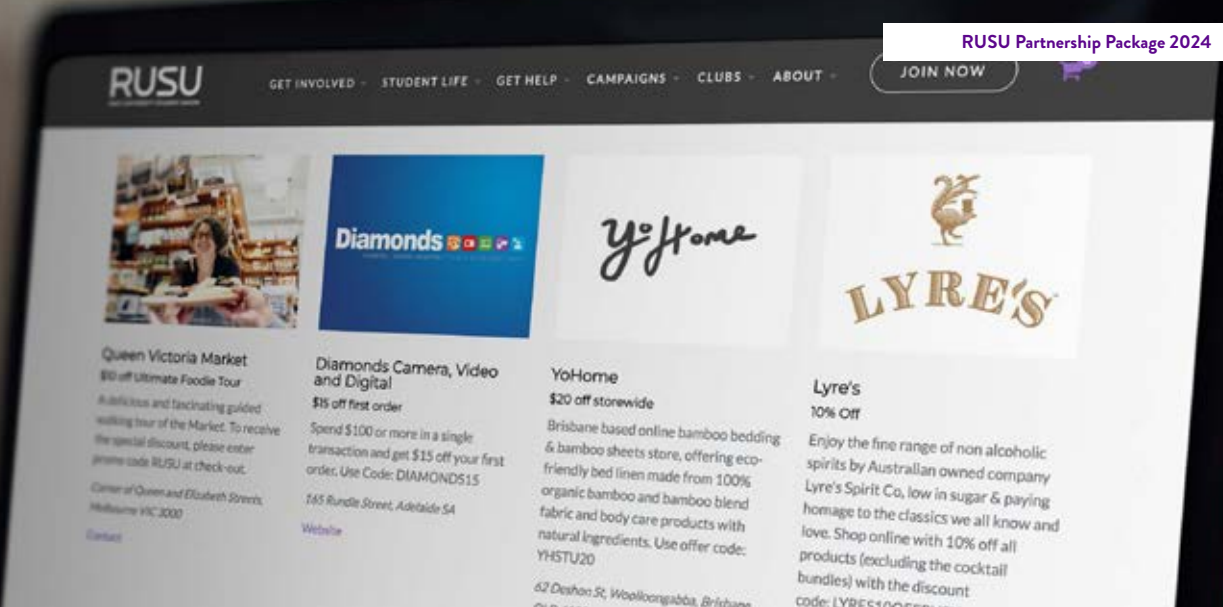 RUSU Partnership Package 2024
RUSU
GET INVOLVED
STUDENT LIFE
GET HELP
CAMPAIGNS
CLUBS
ABOUT
JOIN NOW
Diamonds
yoHome
LYRE'S
Queen Victoria Market
$10 off Ultimate Foodie Tour
A delicious and fascinating guided
walking tour of the Market. To receive
the special discount, please enter
promo code RUSU at check-out.
Corner of Queen and Elizabeth Streets,
Melbourne VIC 3000
Contact
Diamonds Camera, Video
and Digital
$15 off first order
Spend $100 or more in a single
transaction and get $15 off your first
order. Use Code: DIAMONDS15
165 Rundle Street, Adelaide SA
Website
YoHome
$20 off storewide
Brisbane based online bamboo bedding
& bamboo sheets store, offering eco-
friendly bed linen made from 100%
organic bamboo and bamboo blend
fabric and body care products with
natural ingredients. Use offer code:
YHSTU20
62 Doshan St, Woolloongabba, Brisbane
Lyre's
10% Off
Enjoy the fine range of non alcoholic
spirits by Australian owned company
Lyre's Spirit Co, low in sugar & paying
homage to the classics we all know and
love. Shop online with 10% off all
products (excluding the cocktail
bundles) with the discount
code: